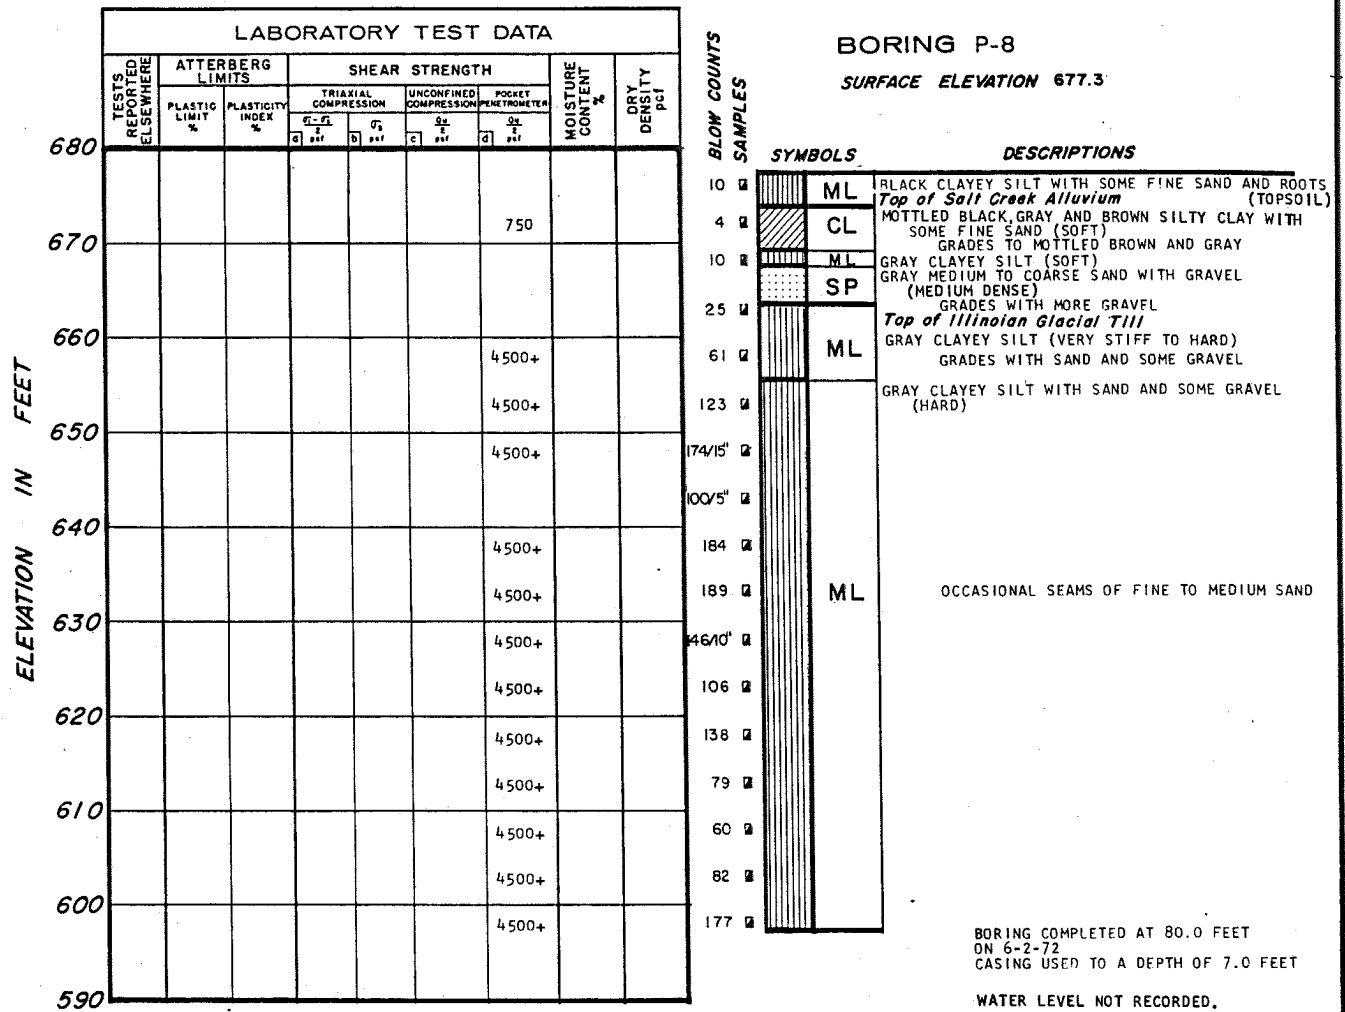 LABORATORY TEST DATA
TESTS REPORTED ELSEWHERE
ATTERBERG LIMITS
SHEAR STRENGTH
MOISTURE CONTENT %
DRY DENSITY pcf
PLASTIC LIMIT %
PLASTICITY INDEX %
TRIAXIAL COMPRESSION
UNCONFINED COMPRESSION
POCKET PENETROMETER
a psf
b psf
c psf
d psf
BLOW COUNTS
SAMPLES
BORING P-8
SURFACE ELEVATION 677.3
SYMBOLS
DESCRIPTIONS
ELEVATION IN FEET
680
670
660
650
640
630
620
610
600
590
750
4500+
4500+
4500+
4500+
4500+
4500+
4500+
4500+
4500+
4500+
4500+
4500+
10
4
10
25
61
123
174/15"
100/5"
184
189
146/10"
106
138
79
60
82
177
ML
CL
ML
SP
ML
ML
BLACK CLAYEY SILT WITH SOME FINE SAND AND ROOTS
Top of Salt Creek Alluvium (TOPSOIL)
MOTTLED BLACK,GRAY AND BROWN SILTY CLAY WITH
SOME FINE SAND (SOFT)
GRADES TO MOTTLED BROWN AND GRAY
GRAY CLAYEY SILT (SOFT)
GRAY MEDIUM TO COARSE SAND WITH GRAVEL
(MEDIUM DENSE)
GRADES WITH MORE GRAVEL
Top of Illinoian Glacial Till
GRAY CLAYEY SILT (VERY STIFF TO HARD)
GRADES WITH SAND AND SOME GRAVEL
GRAY CLAYEY SILT WITH SAND AND SOME GRAVEL
(HARD)
OCCASIONAL SEAMS OF FINE TO MEDIUM SAND
BORING COMPLETED AT 80.0 FEET
ON 6-2-72
CASING USED TO A DEPTH OF 7.0 FEET
WATER LEVEL NOT RECORDED.